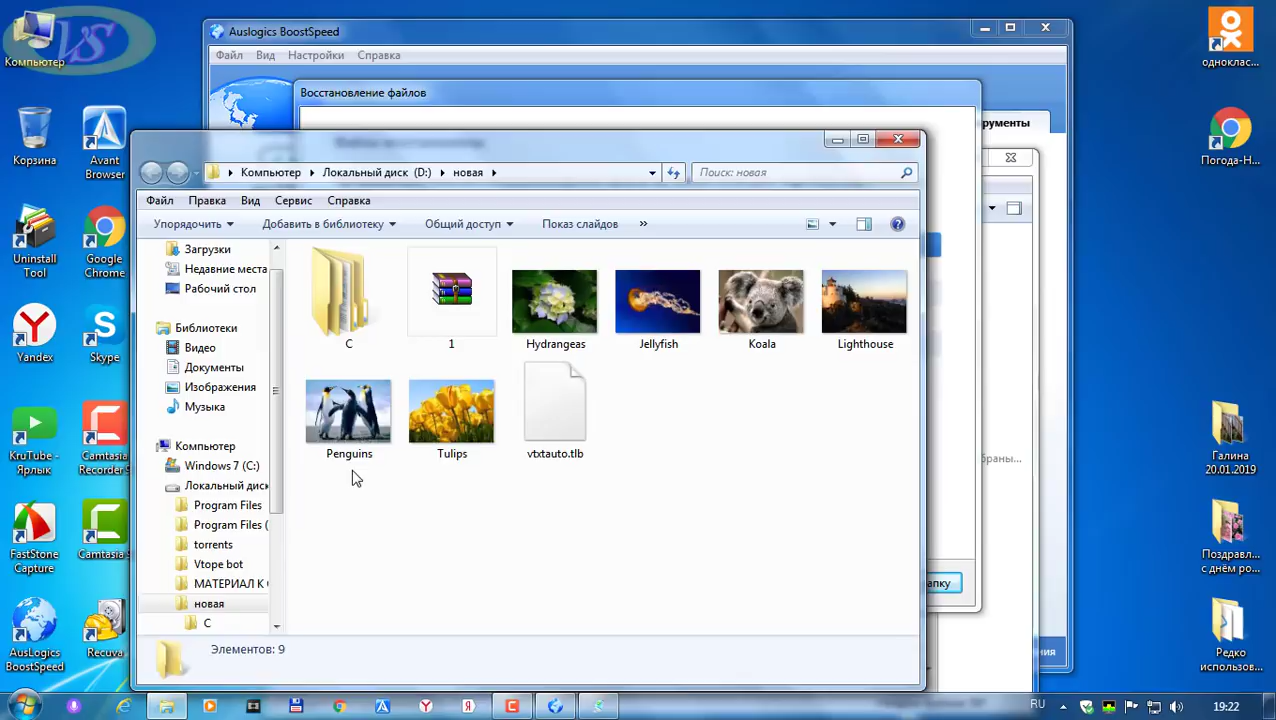 Auslogics BoostSpeed
Файл Вид Настройки Справка
Восстановление файлов
рументы
Компьютер ▸ Локальный диск (D:) ▸ новая ▸
Поиск: новая
Файл Правка Вид Сервис Справка
Упорядочить Добавить в библиотеку Общий доступ Показ слайдов »
Загрузки
Недавние места
Рабочий стол
Библиотеки
Видео
Документы
Изображения
Музыка
Компьютер
Windows 7 (C:)
Локальный диск
Program Files
Program Files (
torrents
Vtope bot
МАТЕРИАЛ К
новая
C
C
1
Hydrangeas
Jellyfish
Koala
Lighthouse
Penguins
Tulips
vtxtauto.tlb
Элементов: 9
браны...
апку
ния
Компьютер
VS
Корзина
Avant
Browser
Uninstall
Tool
Google
Chrome
Yandex
Skype
KruTube -
Ярлык
Camtasia
Recorder
FastStone
Capture
Camtasia 9
AusLogics
BoostSpeed
Recuva
однокла...
Погода-Н...
Галина
20.01.2019
Поздравл...
с днём ро...
Редко
использов...
RU
19:22